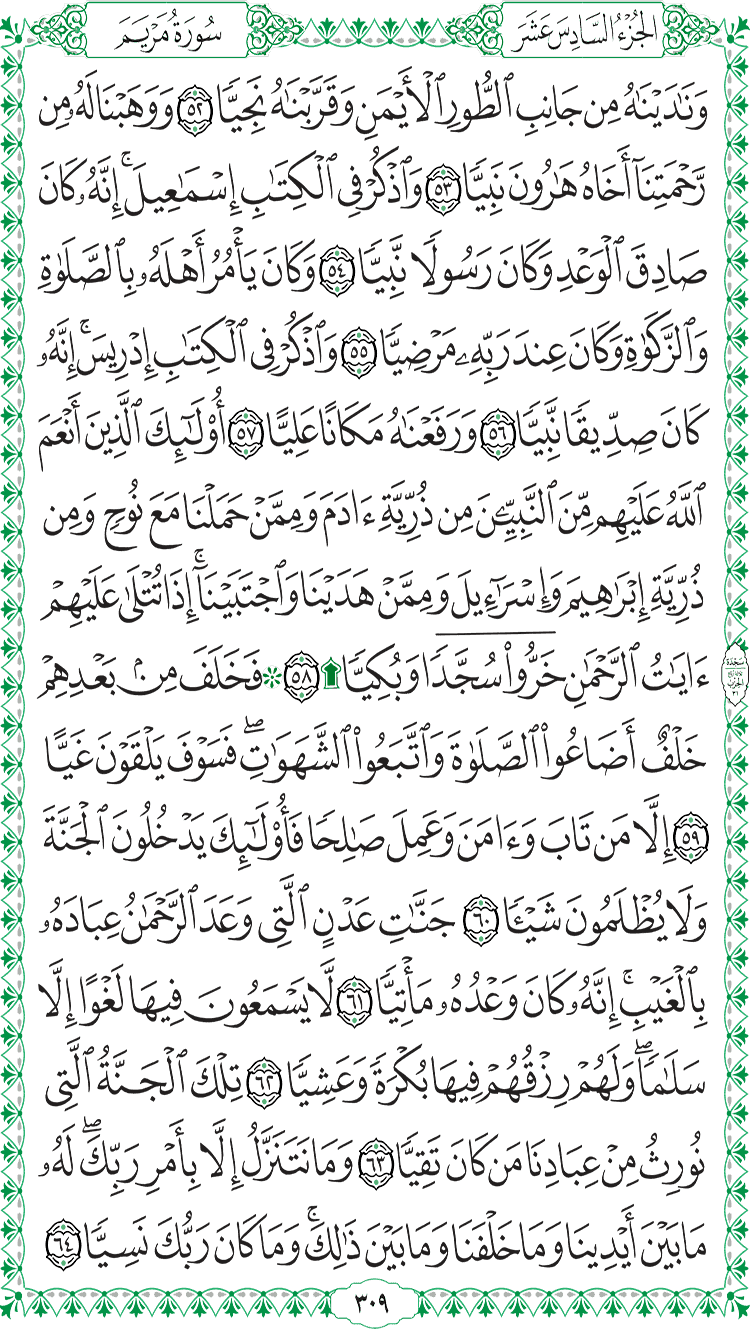 الجُزْءُ السَّادِسَ عَشَرَ
سُورَةُ مَرْيَمَ
وَنَٰدَيْنَٰهُ مِن جَانِبِ ٱلطُّورِ ٱلْأَيْمَنِ وَقَرَّبْنَٰهُ نَجِيًّا ٥٢ وَوَهَبْنَا لَهُۥ مِن
رَّحْمَتِنَآ أَخَاهُ هَٰرُونَ نَبِيًّا ٥٣ وَٱذْكُرْ فِى ٱلْكِتَٰبِ إِسْمَٰعِيلَ ۚ إِنَّهُۥ كَانَ
صَادِقَ ٱلْوَعْدِ وَكَانَ رَسُولًا نَّبِيًّا ٥٤ وَكَانَ يَأْمُرُ أَهْلَهُۥ بِٱلصَّلَوٰةِ
وَٱلزَّكَوٰةِ وَكَانَ عِندَ رَبِّهِۦ مَرْضِيًّا ٥٥ وَٱذْكُرْ فِى ٱلْكِتَٰبِ إِدْرِيسَ ۚ إِنَّهُۥ
كَانَ صِدِّيقًا نَّبِيًّا ٥٦ وَرَفَعْنَٰهُ مَكَانًا عَلِيًّا ٥٧ أُو۟لَٰٓئِكَ ٱلَّذِينَ أَنْعَمَ
ٱللَّهُ عَلَيْهِم مِّنَ ٱلنَّبِيِّـۧنَ مِن ذُرِّيَّةِ ءَادَمَ وَمِمَّنْ حَمَلْنَا مَعَ نُوحٍ وَمِن
ذُرِّيَّةِ إِبْرَٰهِيمَ وَإِسْرَٰٓءِيلَ وَمِمَّنْ هَدَيْنَا وَٱجْتَبَيْنَآ ۚ إِذَا تُتْلَىٰ عَلَيْهِمْ
ءَايَٰتُ ٱلرَّحْمَٰنِ خَرُّوا۟ سُجَّدًا وَبُكِيًّا ۩ ٥٨ فَخَلَفَ مِنۢ بَعْدِهِمْ
خَلْفٌ أَضَاعُوا۟ ٱلصَّلَوٰةَ وَٱتَّبَعُوا۟ ٱلشَّهَوَٰتِ ۖ فَسَوْفَ يَلْقَوْنَ غَيًّا
٥٩ إِلَّا مَن تَابَ وَءَامَنَ وَعَمِلَ صَٰلِحًا فَأُو۟لَٰٓئِكَ يَدْخُلُونَ ٱلْجَنَّةَ
وَلَا يُظْلَمُونَ شَيْـًٔا ٦٠ جَنَّٰتِ عَدْنٍ ٱلَّتِى وَعَدَ ٱلرَّحْمَٰنُ عِبَادَهُۥ
بِٱلْغَيْبِ ۚ إِنَّهُۥ كَانَ وَعْدُهُۥ مَأْتِيًّا ٦١ لَّا يَسْمَعُونَ فِيهَا لَغْوًا إِلَّا
سَلَٰمًا ۖ وَلَهُمْ رِزْقُهُمْ فِيهَا بُكْرَةً وَعَشِيًّا ٦٢ تِلْكَ ٱلْجَنَّةُ ٱلَّتِى
نُورِثُ مِنْ عِبَادِنَا مَن كَانَ تَقِيًّا ٦٣ وَمَا نَتَنَزَّلُ إِلَّا بِأَمْرِ رَبِّكَ ۖ لَهُۥ
مَا بَيْنَ أَيْدِينَا وَمَا خَلْفَنَا وَمَا بَيْنَ ذَٰلِكَ ۚ وَمَا كَانَ رَبُّكَ نَسِيًّا ٦٤
سَجْدَة
٣٠٩